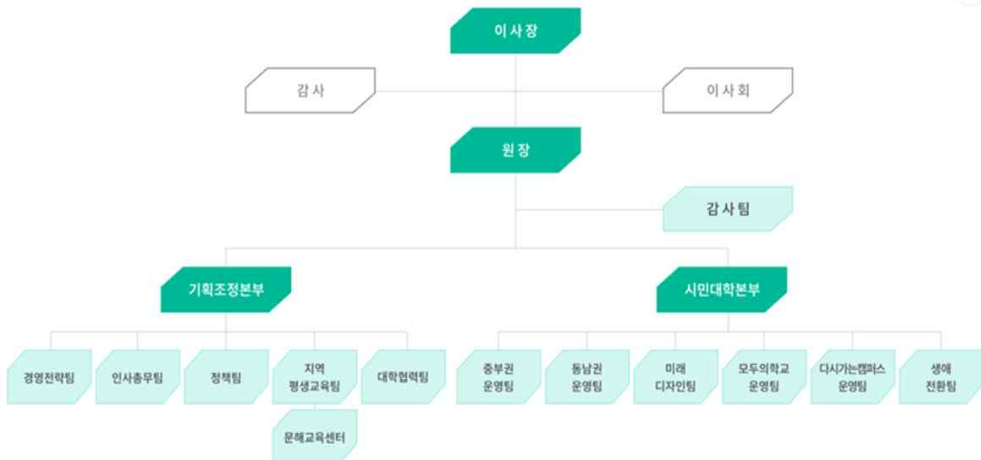 이사장
감사
이사회
원장
감사팀
기획조정본부
시민대학본부
경영전략팀
인사총무팀
정책팀
지역
평생교육팀
대학협력팀
중부권
운영팀
동남권
운영팀
미래
디자인팀
모두의학교
운영팀
다시가는캠퍼스
운영팀
생애
전환팀
문해교육센터